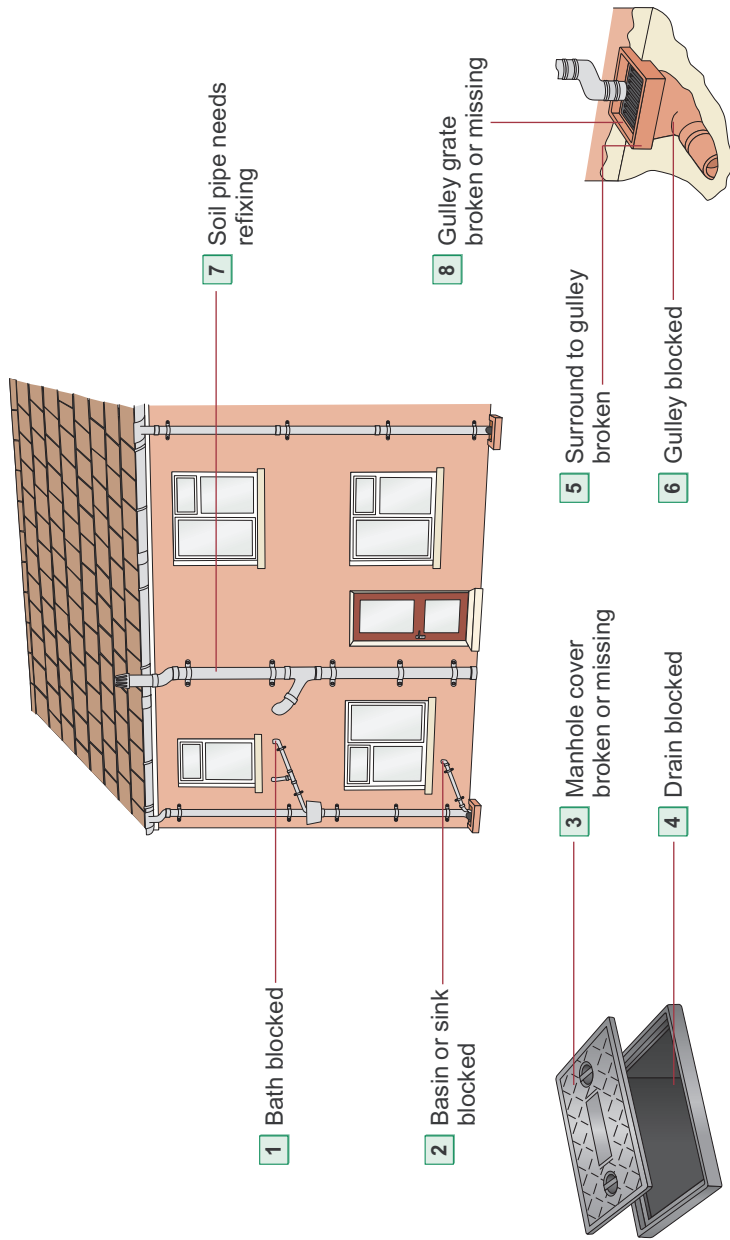 1 Bath blocked
2 Basin or sink
blocked
3 Manhole cover
broken or missing
4 Drain blocked
5 Surround to gulley
broken
6 Gulley blocked
7 Soil pipe needs
refixing
8 Gulley grate
broken or missing